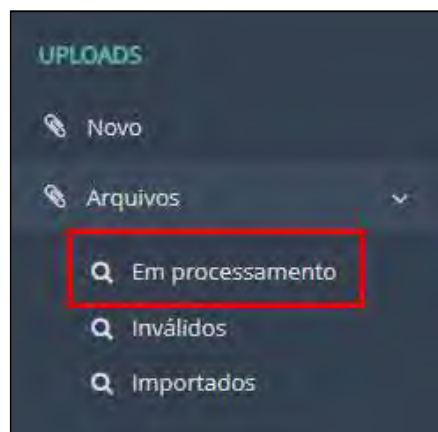 UPLOADS
Novo
Arquivos
Em processamento
Inválidos
Importados